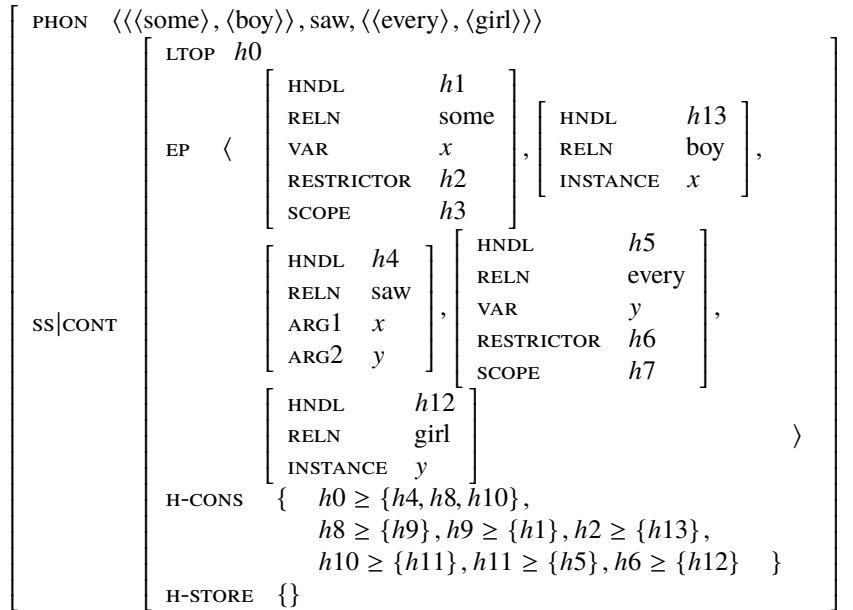 PHON ⟨⟨⟨some⟩, ⟨boy⟩⟩, saw, ⟨⟨every⟩, ⟨girl⟩⟩⟩
LTOP h0
HNDL h1
RELN some
VAR x
RESTRICTOR h2
SCOPE h3
HNDL h13
RELN boy
INSTANCE x
EP ⟨ , ,
HNDL h4
RELN saw
ARG1 x
ARG2 y
HNDL h5
RELN every
VAR y
RESTRICTOR h6
SCOPE h7
SS|CONT , ,
HNDL h12
RELN girl
INSTANCE y
⟩
H-CONS { h0 ≥ {h4, h8, h10},
h8 ≥ {h9}, h9 ≥ {h1}, h2 ≥ {h13},
h10 ≥ {h11}, h11 ≥ {h5}, h6 ≥ {h12} }
H-STORE {}